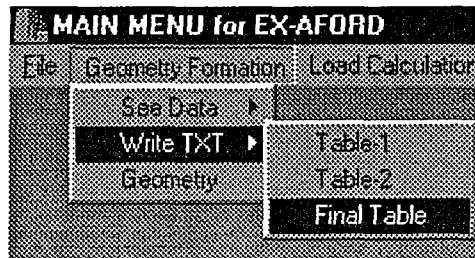 MAIN MENU for EX-AFORD
File Geometry Formation Load Calculation
See Data
Write TXT
Geometry
Table-1
Table-2
Final Table